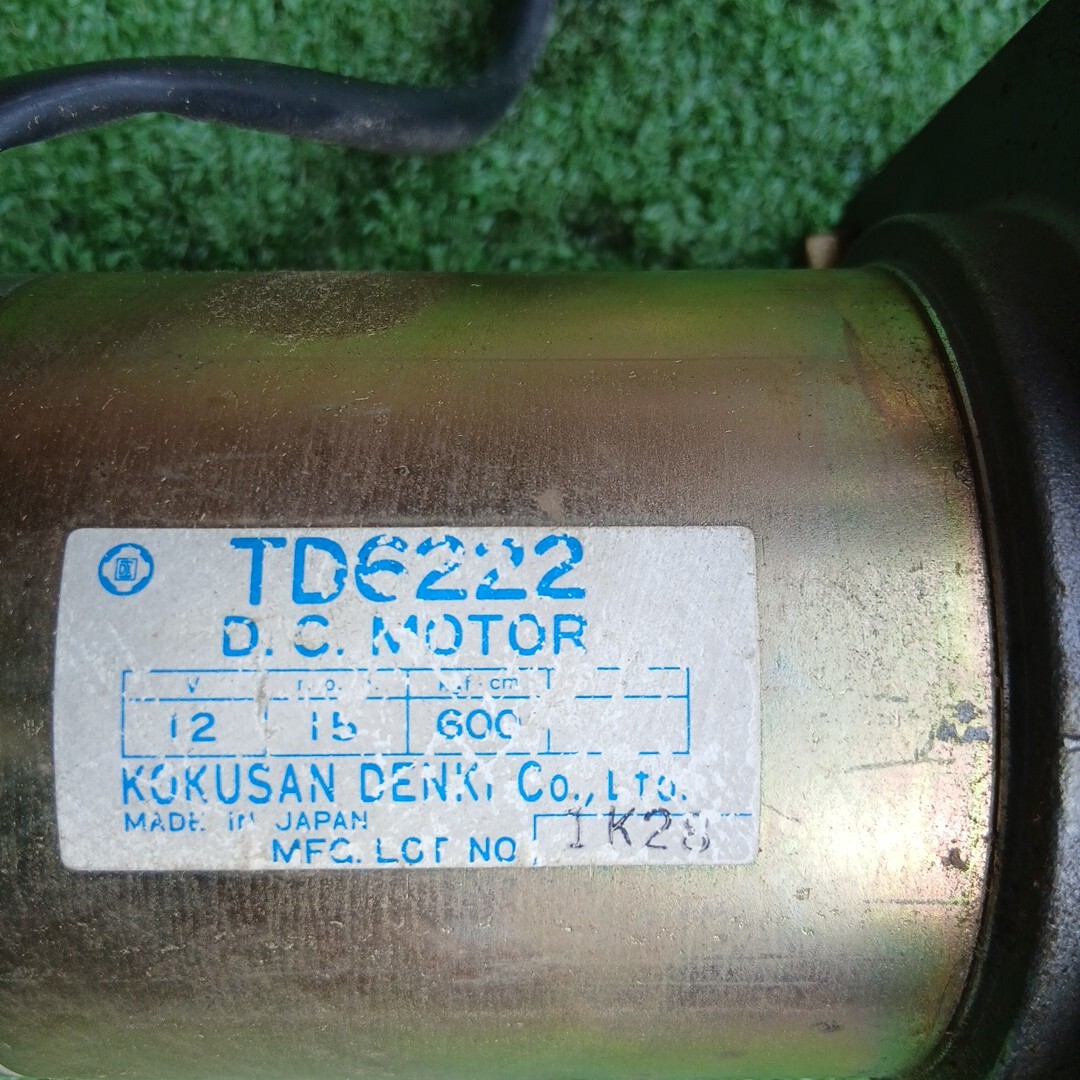 TD6222
D.C. MOTOR
V
12 15 600
KOKUSAN DENKI Co., LTD.
MADE IN JAPAN
MFG. LOT NO 1K28